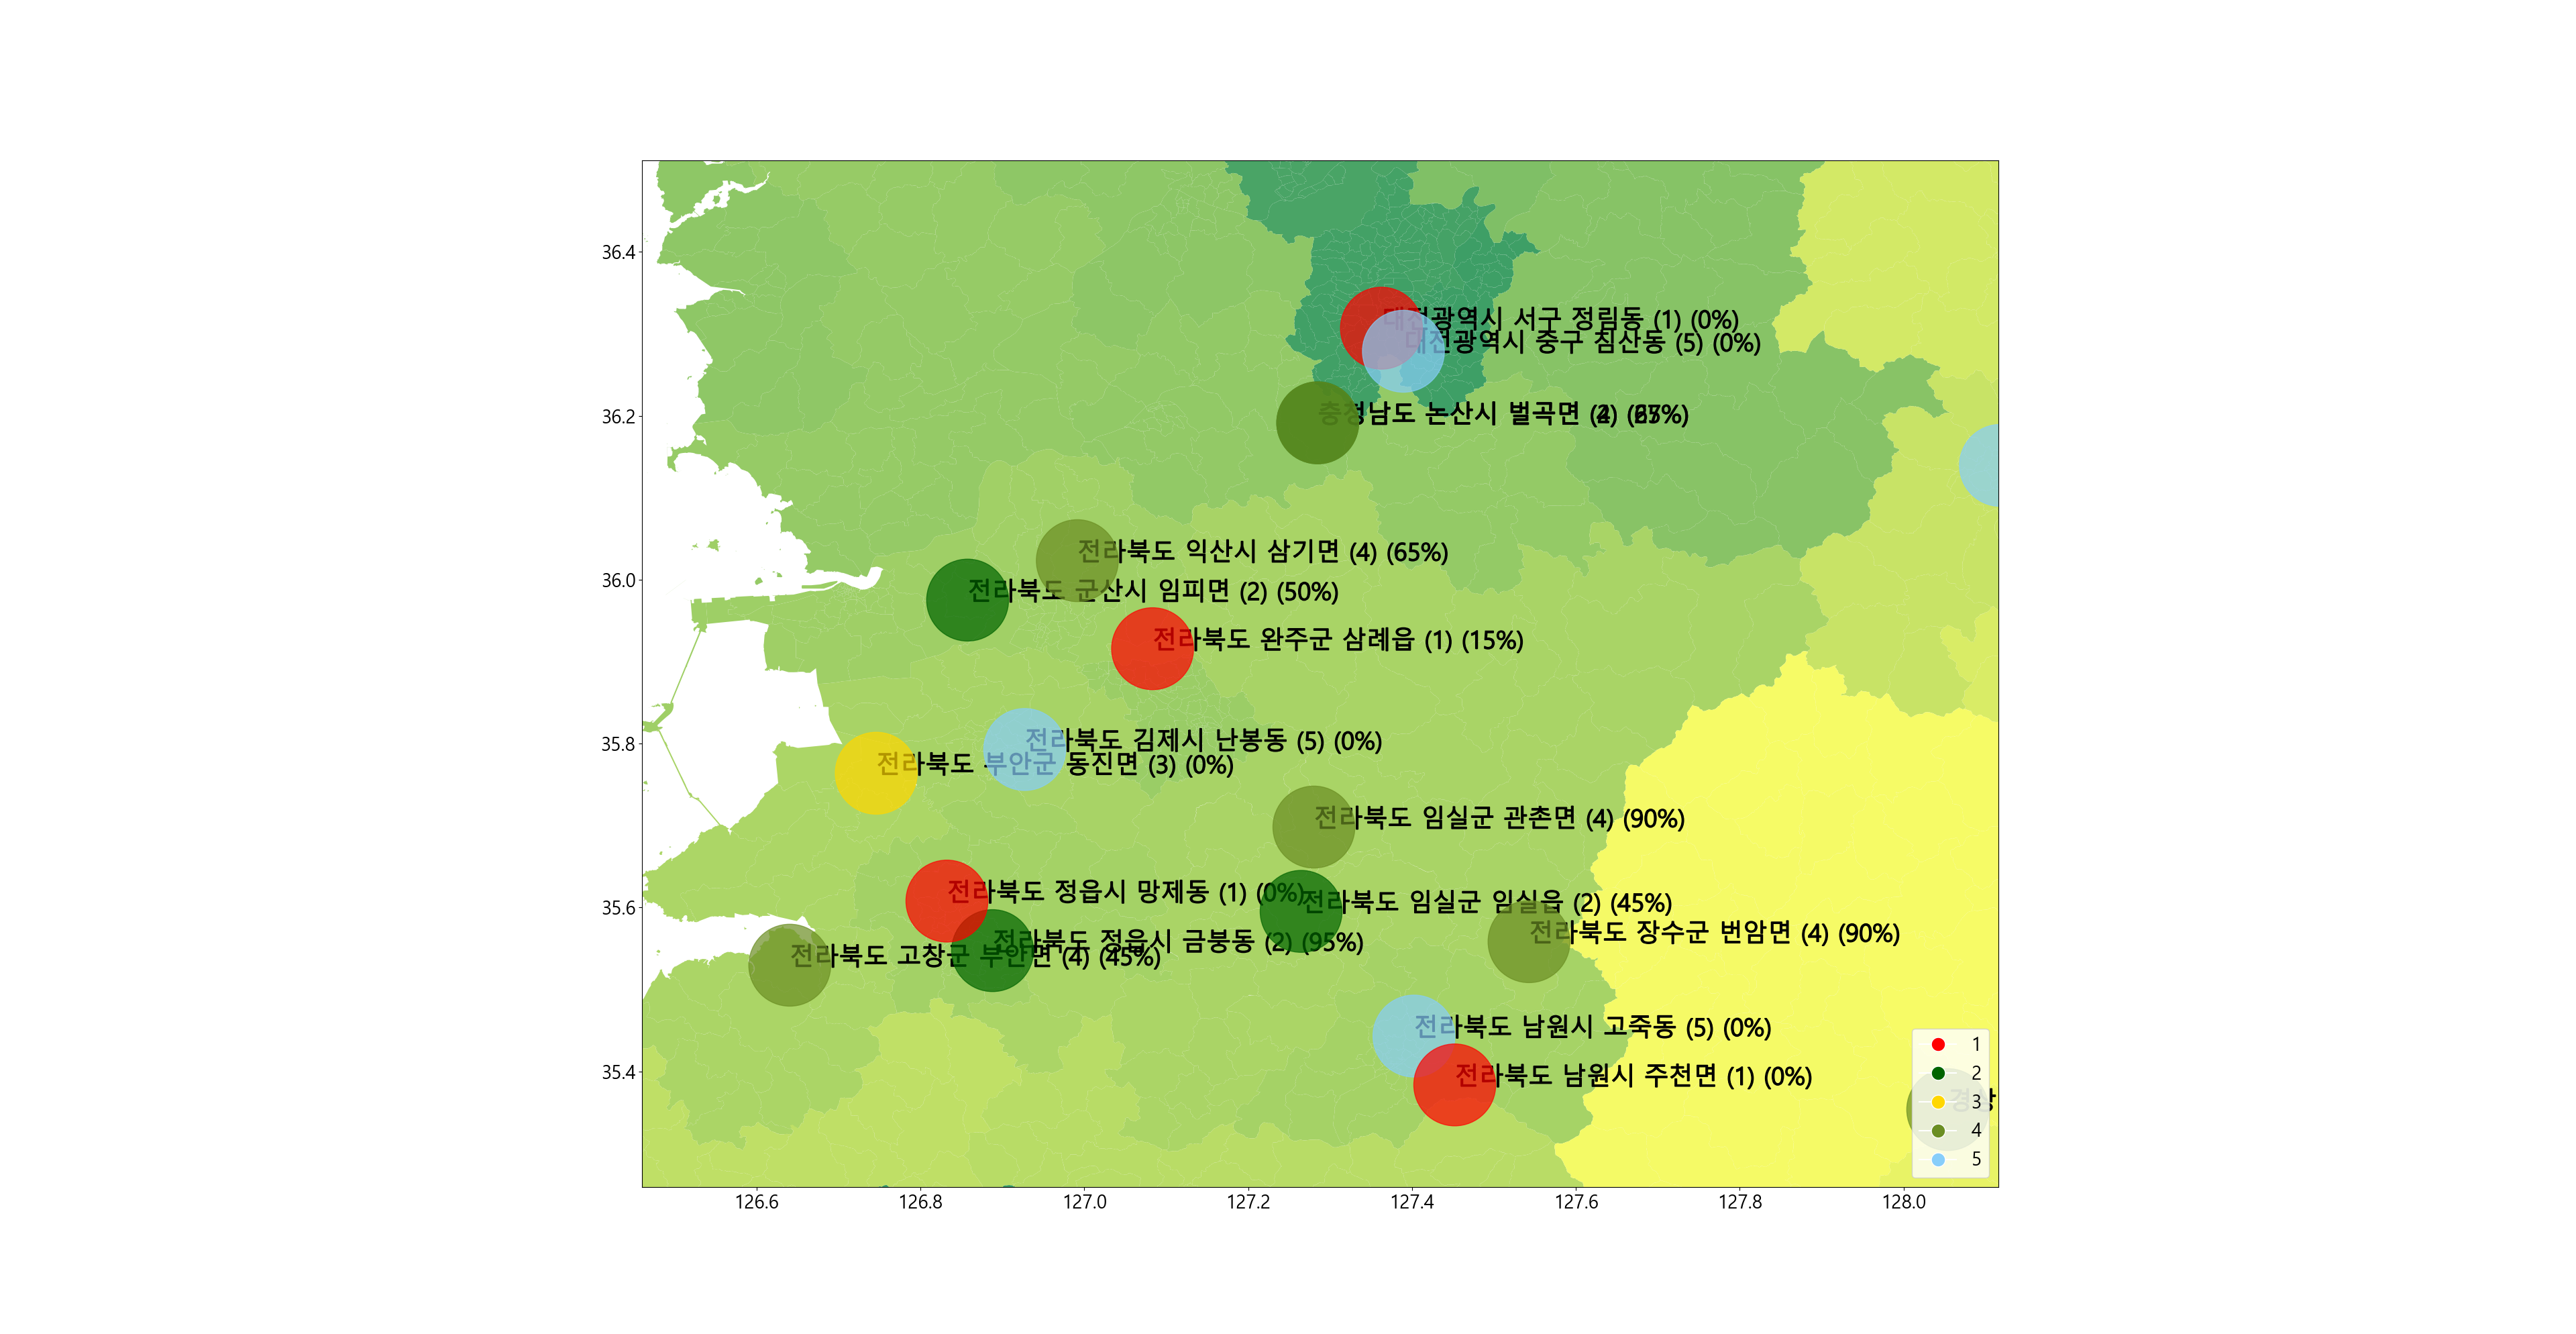 36.4
36.2
36.0
35.8
35.6
35.4
대전광역시 서구 정림동 (1) (0%)
대전광역시 중구 침산동 (5) (0%)
충청남도 논산시 벌곡면
전라북도 익산시 삼기면 (4) (65%)
전라북도 군산시 임피면 (2) (50%)
전라북도 완주군 삼례읍 (1) (15%)
전라북도 김제시 난봉동 (5) (0%)
전라북도 부안군 동진면 (3) (0%)
전라북도 임실군 관촌면 (4) (90%)
전라북도 정읍시 망제동 (1) (0%)
전라북도 임실군 임실읍 (2) (45%)
전라북도 장수군 번암면 (4) (90%)
전라북도 정읍시 금붕동 (2) (95%)
전라북도 고창군 부안면 (4) (45%)
전라북도 남원시 고죽동 (5) (0%)
전라북도 남원시 주천면 (1) (0%)
1
2
3
4
5
126.6 126.8 127.0 127.2 127.4 127.6 127.8 128.0